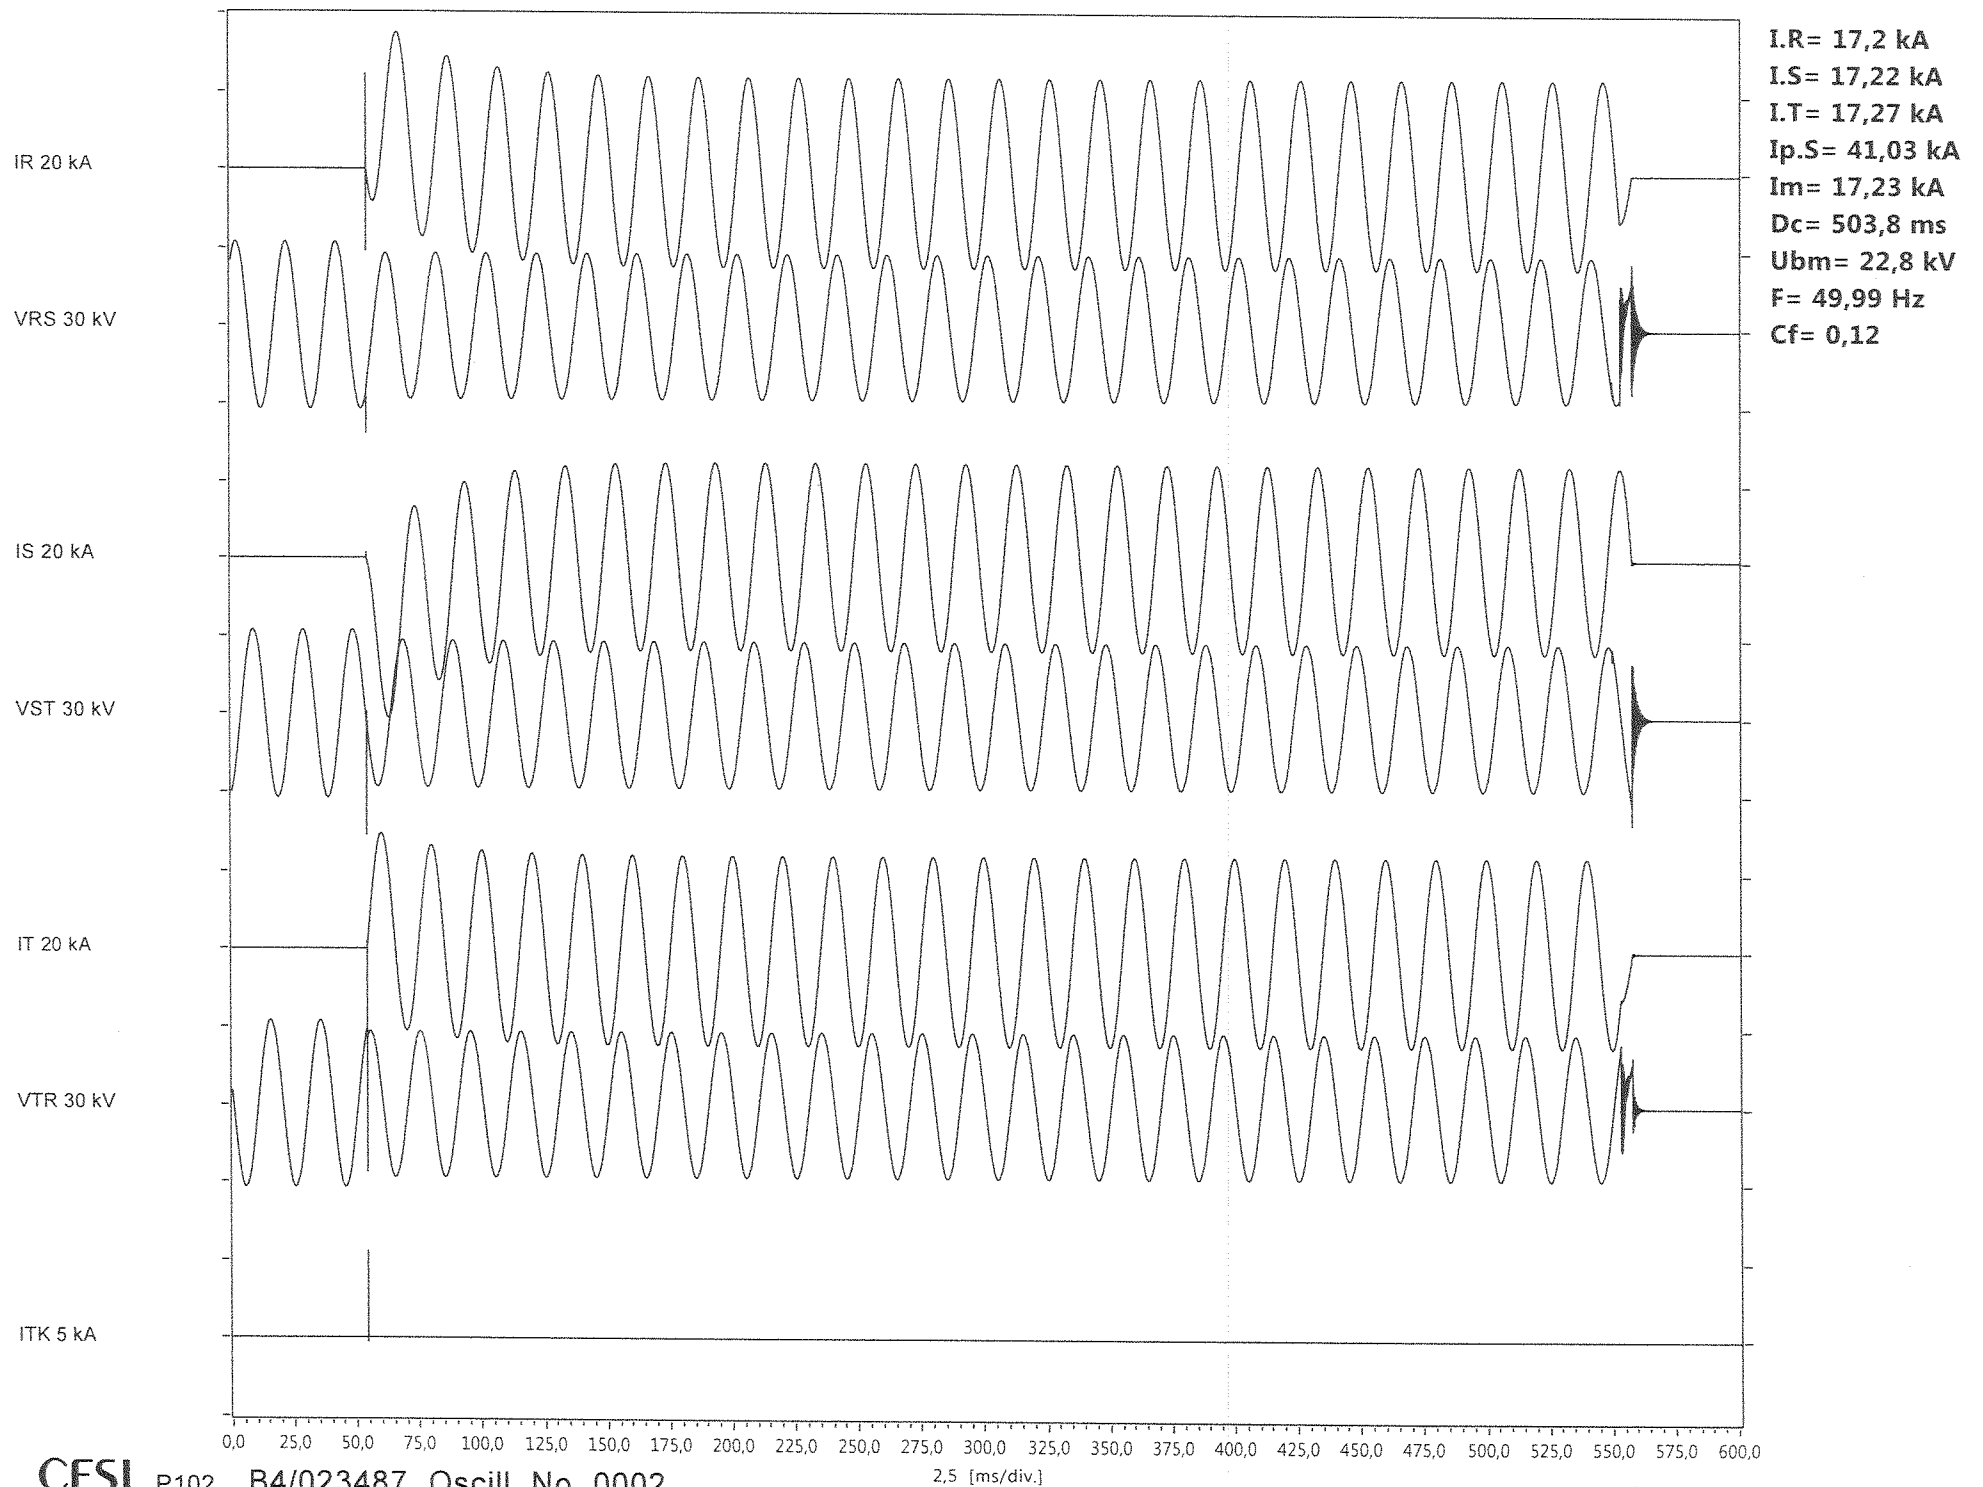 I.R= 17,2 kA
I.S= 17,22 kA
I.T= 17,27 kA
Ip.S= 41,03 kA
Im= 17,23 kA
Dc= 503,8 ms
Ubm= 22,8 kV
F= 49,99 Hz
Cf= 0,12
IR 20 kA
VRS 30 kV
IS 20 kA
VST 30 kV
IT 20 kA
VTR 30 kV
ITK 5 kA
0,0 25,0 50,0 75,0 100,0 125,0 150,0 175,0 200,0 225,0 250,0 275,0 300,0 325,0 350,0 375,0 400,0 425,0 450,0 475,0 500,0 525,0 550,0 575,0 600,0
2,5 [ms/div.]
CESI P102 B4/023487 Oscill. No. 0002